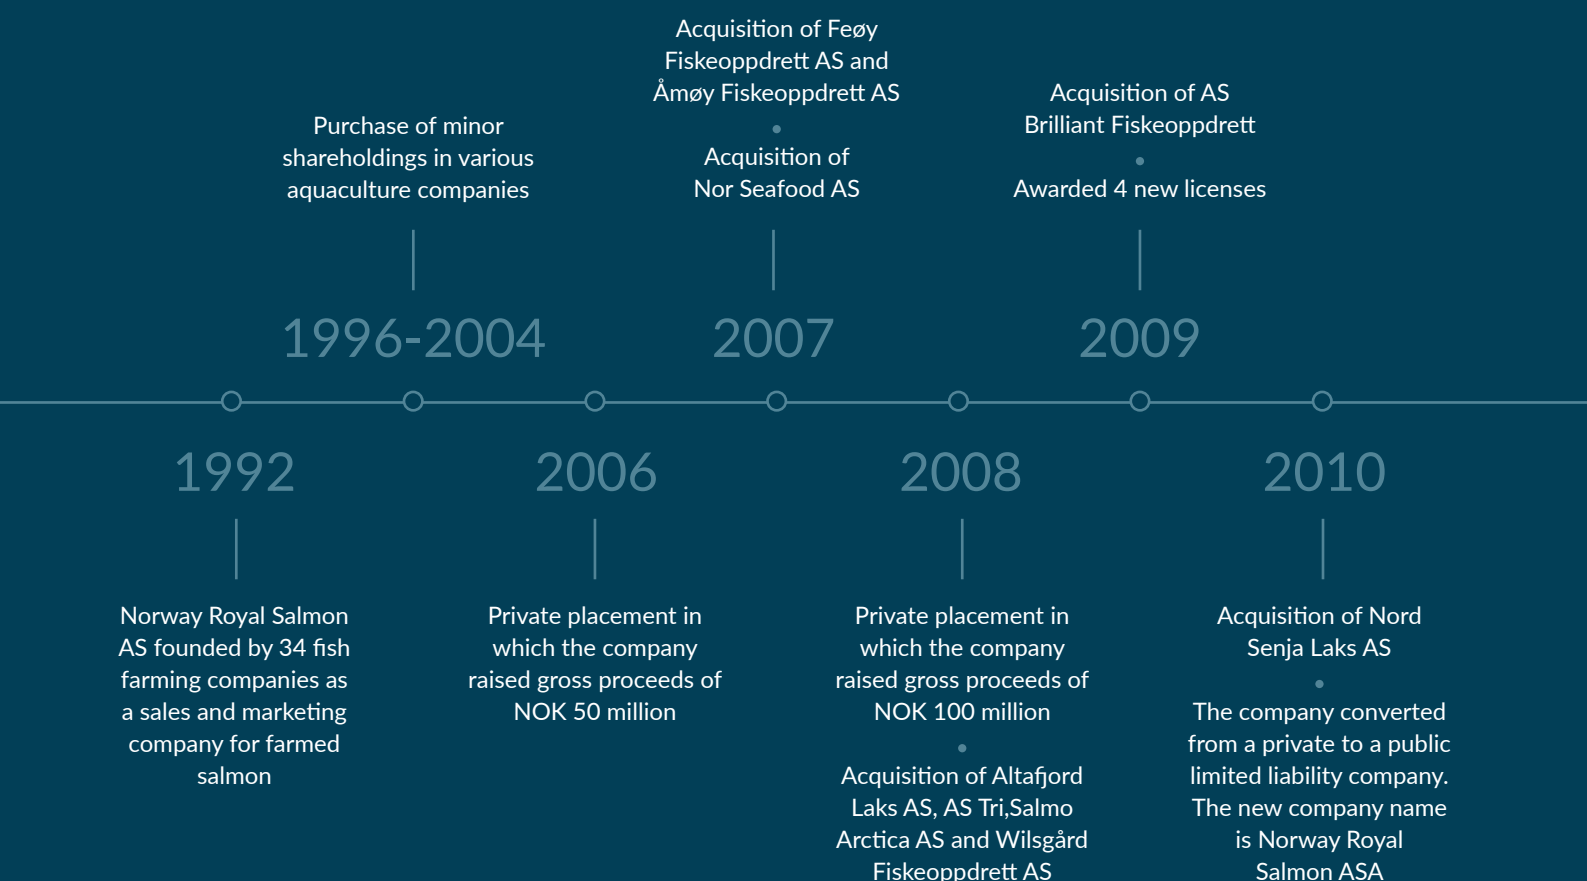 Acquisition of Feøy
Fiskeoppdrett AS and
Åmøy Fiskeoppdrett AS
Acquisition of
Nor Seafood AS
Acquisition of AS
Brilliant Fiskeoppdrett
Awarded 4 new licenses
Purchase of minor
shareholdings in various
aquaculture companies
1996-2004
2007
2009
1992
2006
2008
2010
Norway Royal Salmon
AS founded by 34 fish
farming companies as
a sales and marketing
company for farmed
salmon
Private placement in
which the company
raised gross proceeds of
NOK 50 million
Private placement in
which the company
raised gross proceeds of
NOK 100 million
Acquisition of Altafjord
Laks AS, AS Tri,Salmo
Arctica AS and Wilsgård
Fiskeoppdrett AS
Acquisition of Nord
Senja Laks AS
The company converted
from a private to a public
limited liability company.
The new company name
is Norway Royal
Salmon ASA